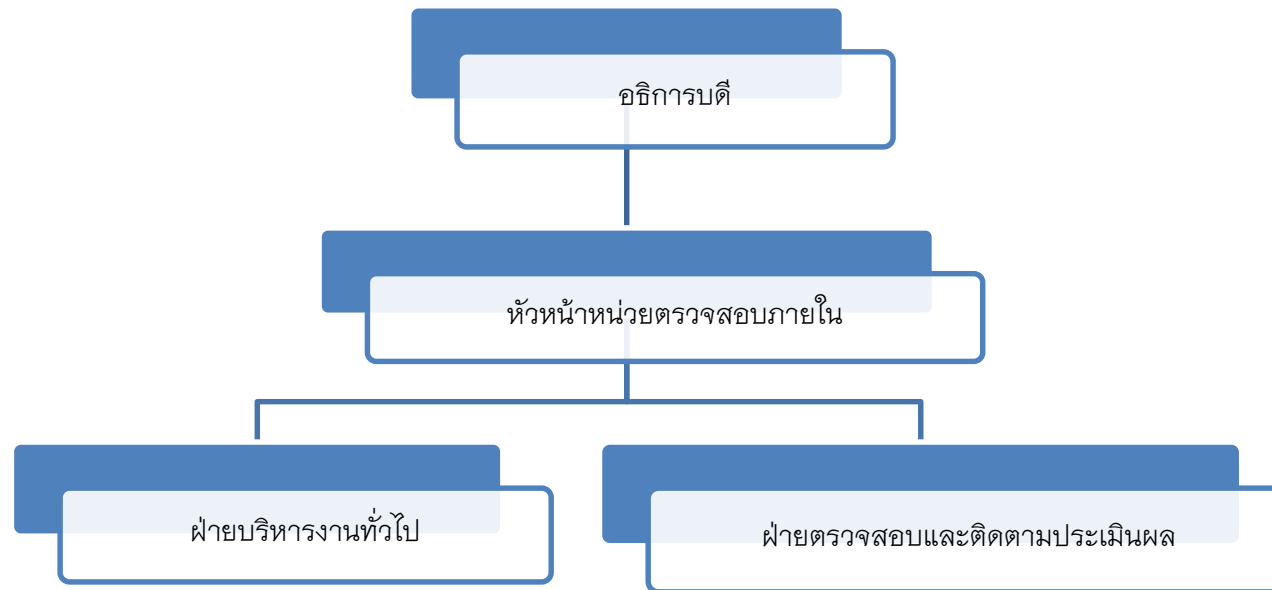 อธิการบดี
หัวหน้าหน่วยตรวจสอบภายใน
ฝ่ายบริหารงานทั่วไป
ฝ่ายตรวจสอบและติดตามประเมินผล